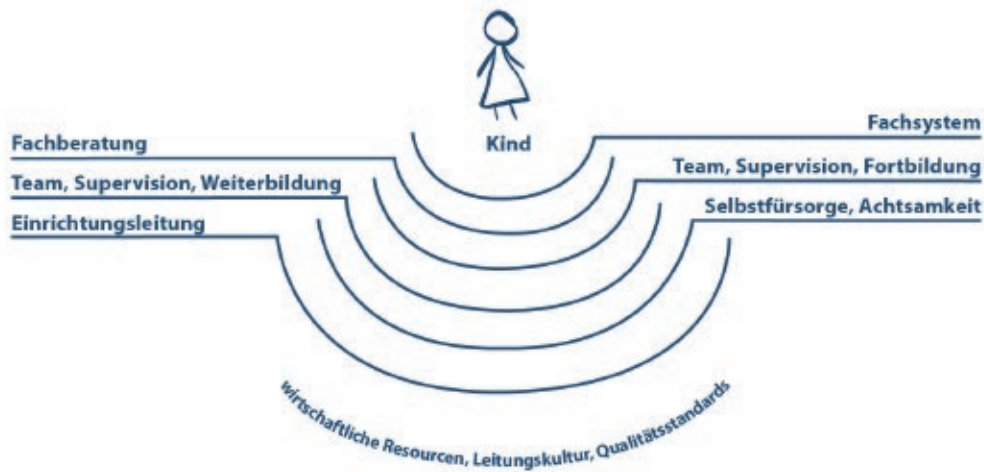 Kind
Fachberatung
Team, Supervision, Weiterbildung
Einrichtungsleitung
Fachsystem
Team, Supervision, Fortbildung
Selbstfürsorge, Achtsamkeit
wirtschaftliche Resourcen, Leitungskultur, Qualitätsstandards